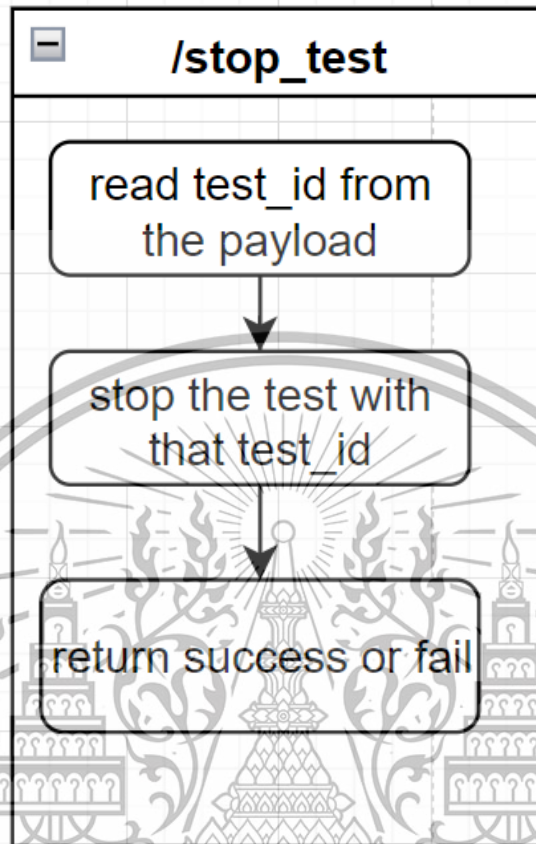 /stop_test
read test_id from
the payload
stop the test with
that test_id
return success or fail